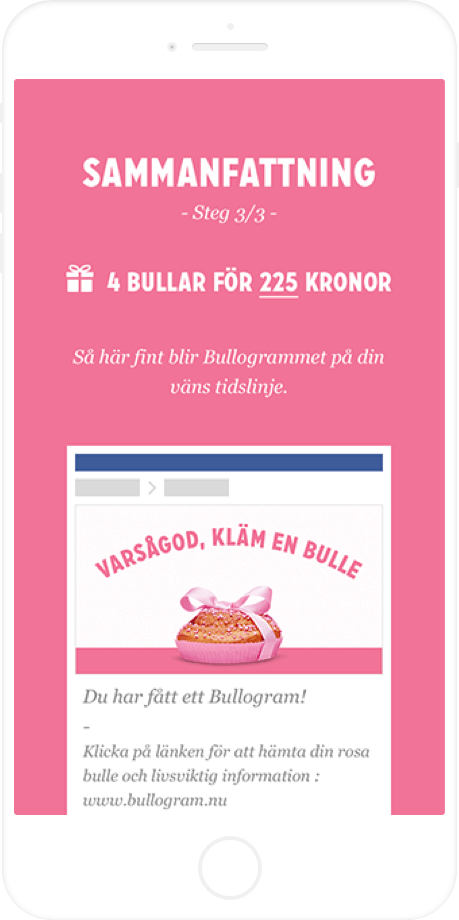 SAMMANFATTNING
- Steg 3/3 -
4 BULLAR FÖR 225 KRONOR
Så här fint blir Bullogrammet på din
väns tidslinje.
VARSÅGOD, KLÄM EN BULLE
Du har fått ett Bullogram!
-
Klicka på länken för att hämta din rosa
bulle och livsviktig information :
www.bullogram.nu